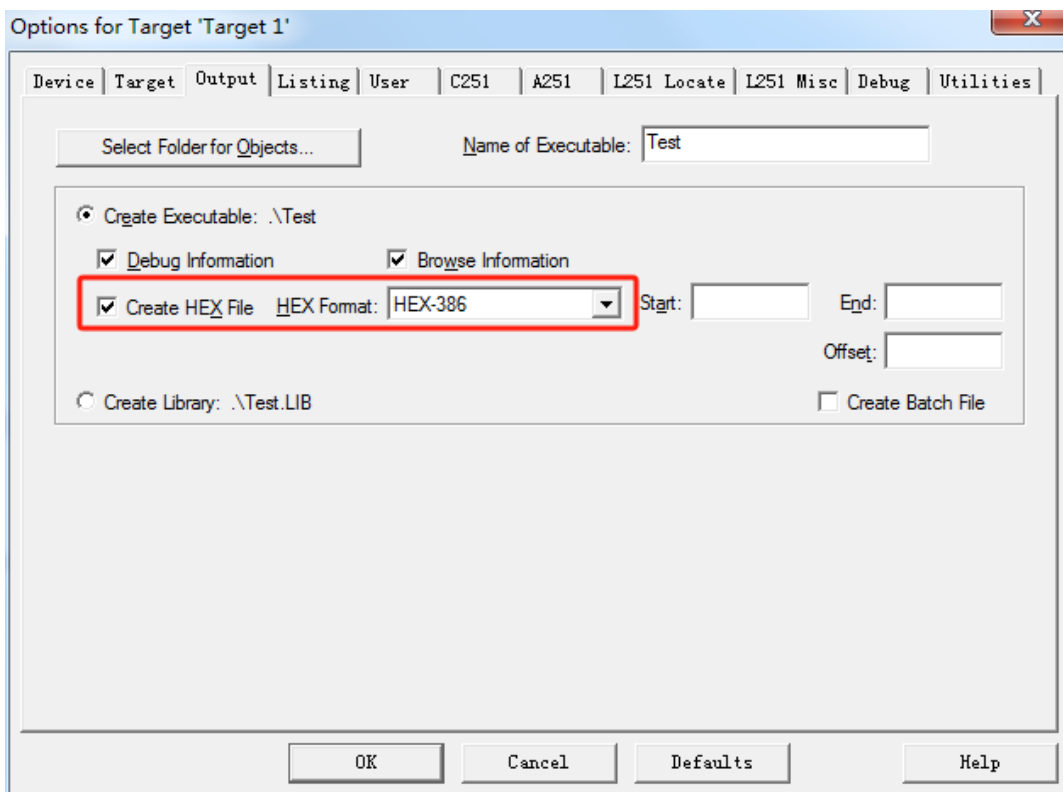 Options for Target 'Target 1'
Device Target Output Listing User C251 A251 L251 Locate L251 Misc Debug Utilities
Select Folder for Objects... Name of Executable: Test
Create Executable: .\Test
Debug Information Browse Information
Create HEX File HEX Format: HEX-386 Start: End:
Offset:
Create Library: .\Test.LIB Create Batch File
OK Cancel Defaults Help